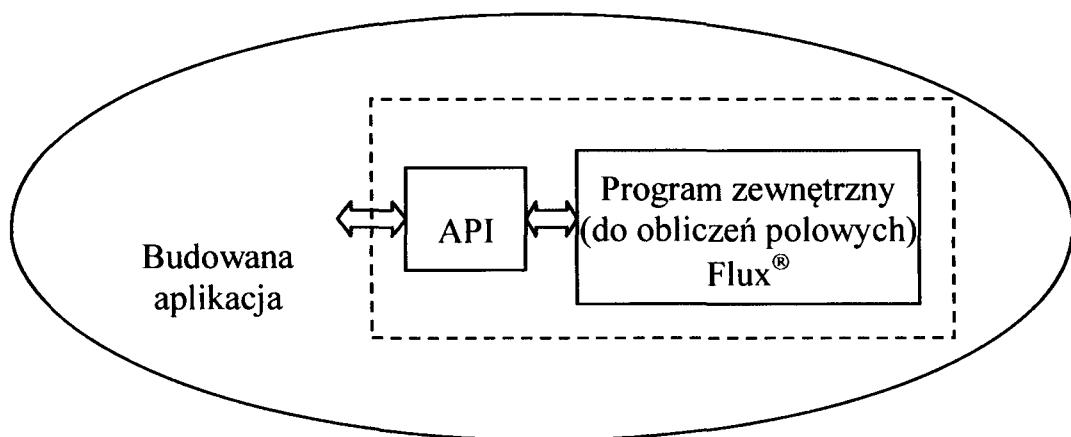 Budowana
aplikacja
API
Program zewnętrzny
(do obliczeń polowych)
Flux®